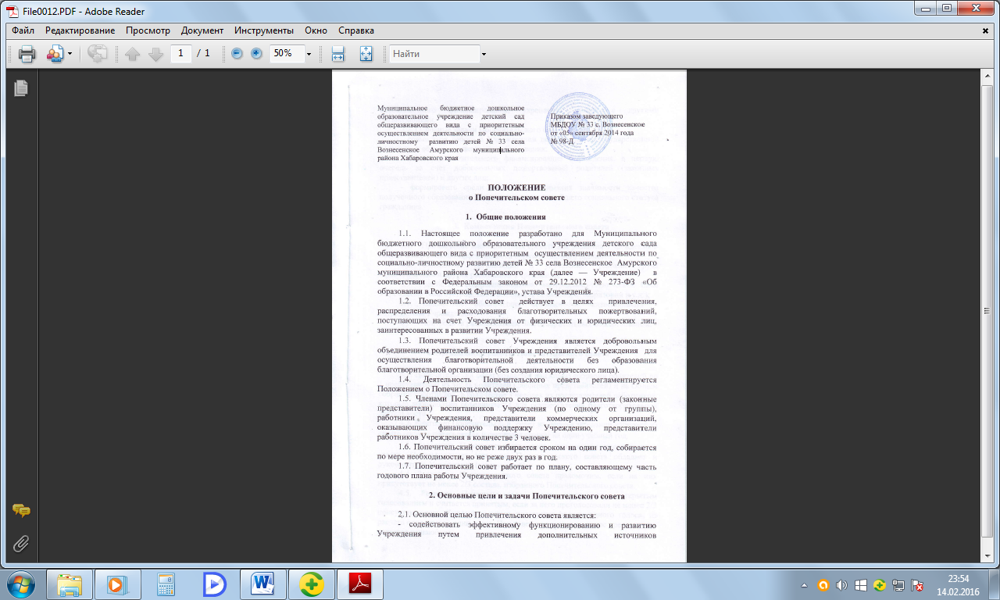 File0012.PDF - Adobe Reader
Файл Редактирование Просмотр Документ Инструменты Окно Справка
1 / 1 50% Найти
Муниципальное бюджетное дошкольное
образовательное учреждение детский сад
общеразвивающего вида с приоритетным
осуществлением деятельности по социально-
личностному развитию детей № 33 села
Вознесенское Амурского муниципального
района Хабаровского края
Приказом заведующего
МБДОУ № 33 с. Вознесенское
от «05» сентября 2014 года
№ 98-Д
ПОЛОЖЕНИЕ
о Попечительском совете
1. Общие положения
1.1. Настоящее положение разработано для Муниципального
бюджетного дошкольного образовательного учреждения детского сада
общеразвивающего вида с приоритетным осуществлением деятельности по
социально-личностному развитию детей № 33 села Вознесенское Амурского
муниципального района Хабаровского края (далее — Учреждение) в
соответствии с Федеральным законом от 29.12.2012 № 273-ФЗ «Об
образовании в Российской Федерации», устава Учреждения.
1.2. Попечительский совет действует в целях привлечения,
распределения и расходования благотворительных пожертвований,
поступающих на счет Учреждения от физических и юридических лиц,
заинтересованных в развитии Учреждения.
1.3. Попечительский совет Учреждения является добровольным
объединением родителей воспитанников и представителей Учреждения для
осуществления благотворительной деятельности без образования
благотворительной организации (без создания юридического лица).
1.4. Деятельность Попечительского совета регламентируется
Положением о Попечительском совете.
1.5. Членами Попечительского совета являются родители (законные
представители) воспитанников Учреждения (по одному от группы),
работники Учреждения, представители коммерческих организаций,
оказывающих финансовую поддержку Учреждению, представители
работников Учреждения в количестве 3 человек.
1.6. Попечительский совет избирается сроком на один год, собирается
по мере необходимости, но не реже двух раз в год.
1.7. Попечительский совет работает по плану, составляющему часть
годового плана работы Учреждения.
2. Основные цели и задачи Попечительского совета
2.1. Основной целью Попечительского совета является:
- содействовать эффективному функционированию и развитию
Учреждения путем привлечения дополнительных источников
23:54
14.02.2016